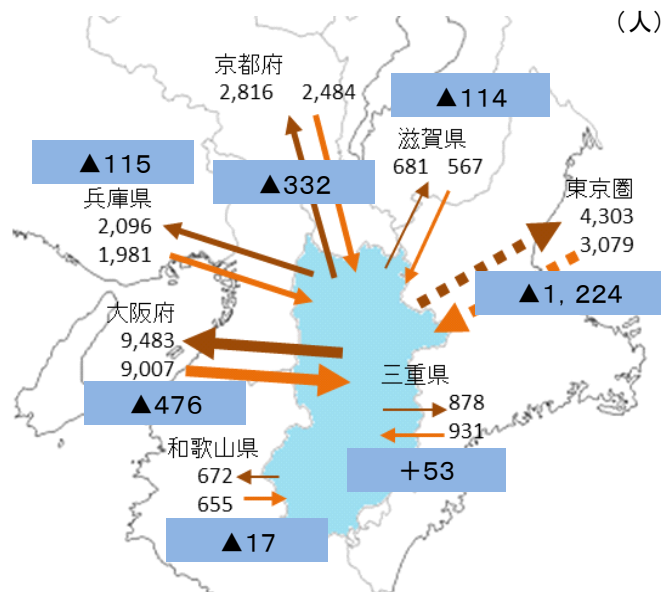 （人）
京都府
2,816 2,484
▲332
▲114
滋賀県
681 567
▲115
兵庫県
2,096
1,981
東京圏
4,303
3,079
▲1，224
大阪府
9,483
9,007
▲476
三重県
878
931
＋53
和歌山県
672
655
▲17